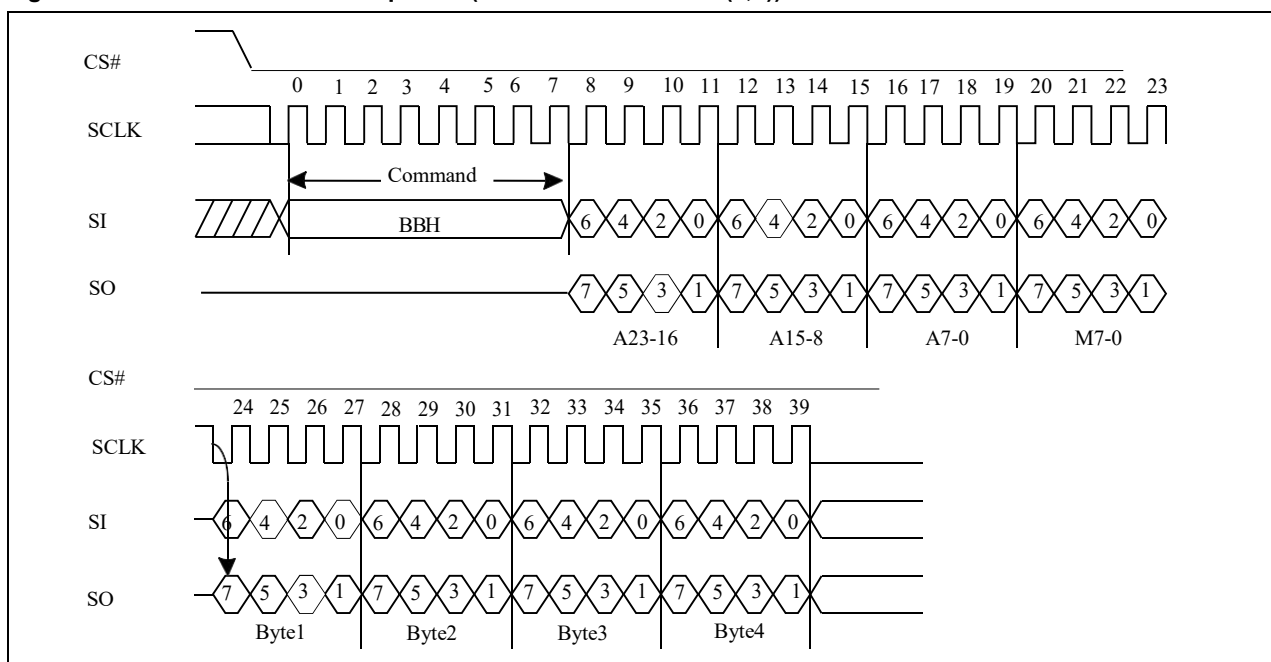 CS#
0 1 2 3 4 5 6 7 8 9 10 11 12 13 14 15 16 17 18 19 20 21 22 23
SCLK
Command
SI BBH 6 4 2 0 6 4 2 0 6 4 2 0 6 4 2 0
SO 7 5 3 1 7 5 3 1 7 5 3 1 7 5 3 1
A23-16 A15-8 A7-0 M7-0
CS#
24 25 26 27 28 29 30 31 32 33 34 35 36 37 38 39
SCLK
SI 6 4 2 0 6 4 2 0 6 4 2 0 6 4 2 0
SO 7 5 3 1 7 5 3 1 7 5 3 1 7 5 3 1
Byte1 Byte2 Byte3 Byte4